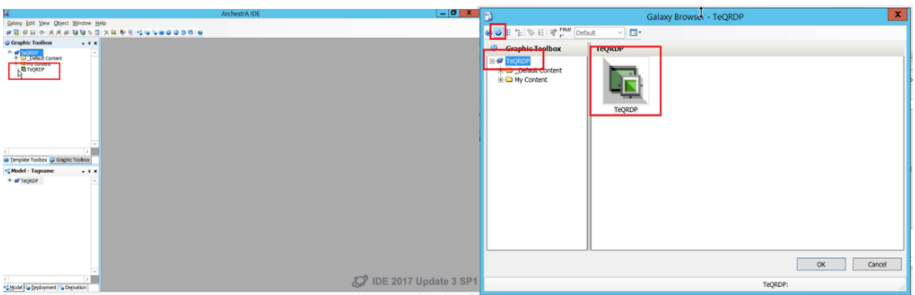 ArchestrA IDE
Galaxy Edit View Object Window Help
Graphic Toolbox
TeQRDP
_Default Content
My Content
TeQRDP
Template Toolbox Graphic Toolbox
Model - Tagname
TeQRDP
Model Deployment Derivation
IDE 2017 Update 3 SP1
Galaxy Browser - TeQRDP
Default
Graphic Toolbox
TeQRDP
_Default Content
My Content
TeQRDP
TeQRDP
OK Cancel
TeQRDP: